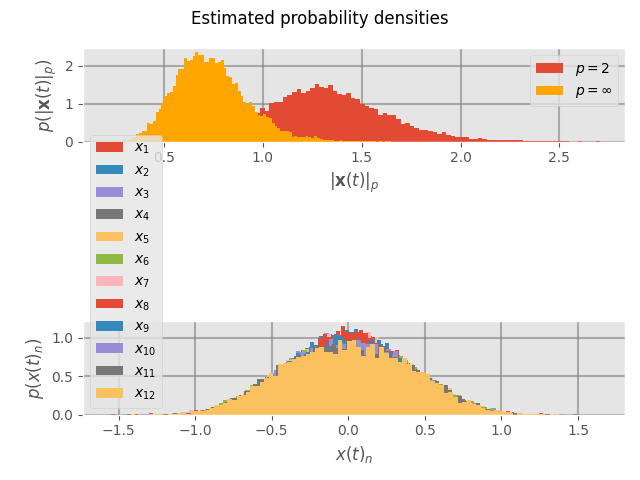 Estimated probability densities
p(|x(t)|_p)
2
1
0
p = 2
p = ∞
0.5
1.0
1.5
2.0
2.5
|x(t)|_p
x_1
x_2
x_3
x_4
x_5
x_6
x_7
x_8
x_9
x_10
x_11
x_12
p(x(t)_n)
1.0
0.5
0.0
−1.5
−1.0
−0.5
0.0
0.5
1.0
1.5
x(t)_n